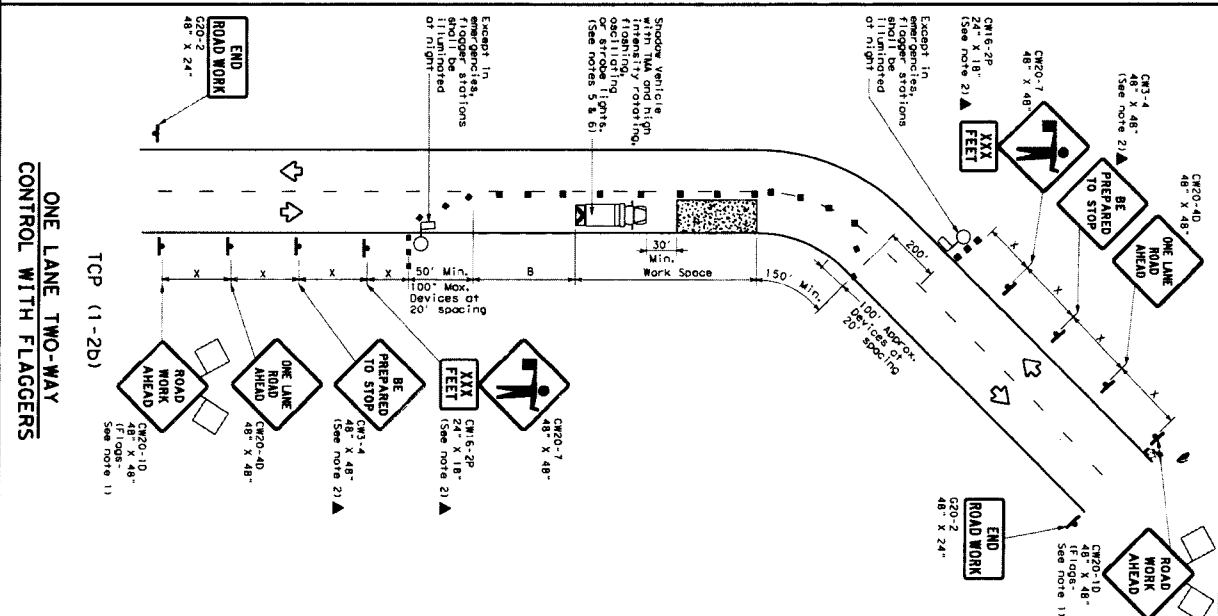 CW20-4D
48" X 48"
CW3-4
48" X 48"
(See note 2)▲
CW20-7
48" X 48"
CW16-2P
24" X 18"
(See note 2)▲
ONE LANE
ROAD
AHEAD
BE
PREPARED
TO STOP
XXX
FEET
Except in
emergencies,
flagger stations
shall be
illuminated
at night
Shadow Vehicle
with TMA and high
intensity rotating,
flashing,
oscillating
or strobe lights.
(See notes 5 & 6)
Except in
emergencies,
flagger stations
shall be
illuminated
at night
END
ROAD WORK
G20-2
48" X 24"
X
X
X
200'
100' Approx.
Devices at
20' spacing
150' Min.
30'
Min.
Work Space
B
50' Min.
100' Max.
Devices at
20' spacing
X
X
X
X
ROAD
WORK
AHEAD
CW20-1D
48" X 48"
(Flags-
See note 1)
END
ROAD WORK
G20-2
48" X 24"
CW20-7
48" X 48"
XXX
FEET
CW16-2P
24" X 18"
(See note 2)▲
BE
PREPARED
TO STOP
CW3-4
48" X 48"
(See note 2)▲
ONE LANE
ROAD
AHEAD
CW20-4D
48" X 48"
ROAD
WORK
AHEAD
CW20-1D
48" X 48"
(Flags-
See note 1)
TCP (1-2b)
ONE LANE TWO-WAY
CONTROL WITH FLAGGERS